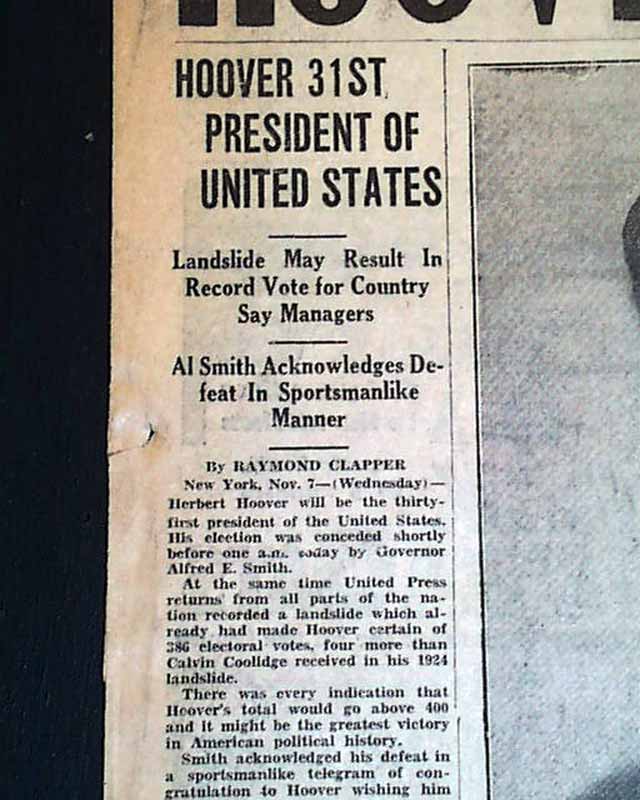 HOOVER 31ST
PRESIDENT OF
UNITED STATES
Landslide May Result In
Record Vote for Country
Say Managers
Al Smith Acknowledges De-
feat In Sportsmanlike
Manner
By RAYMOND CLAPPER
New York, Nov. 7—(Wednesday)—
Herbert Hoover will be the thirty-
first president of the United States.
His election was conceded shortly
before one a.m. today by Governor
Alfred E. Smith.
At the same time United Press
returns from all parts of the na-
tion recorded a landslide which al-
ready had made Hoover certain of
386 electoral votes, four more than
Calvin Coolidge received in his 1924
landslide.
There was every indication that
Hoover's total would go above 400
and it might be the greatest victory
in American political history.
Smith acknowledged his defeat in
a sportsmanlike telegram of con-
gratulation to Hoover wishing him